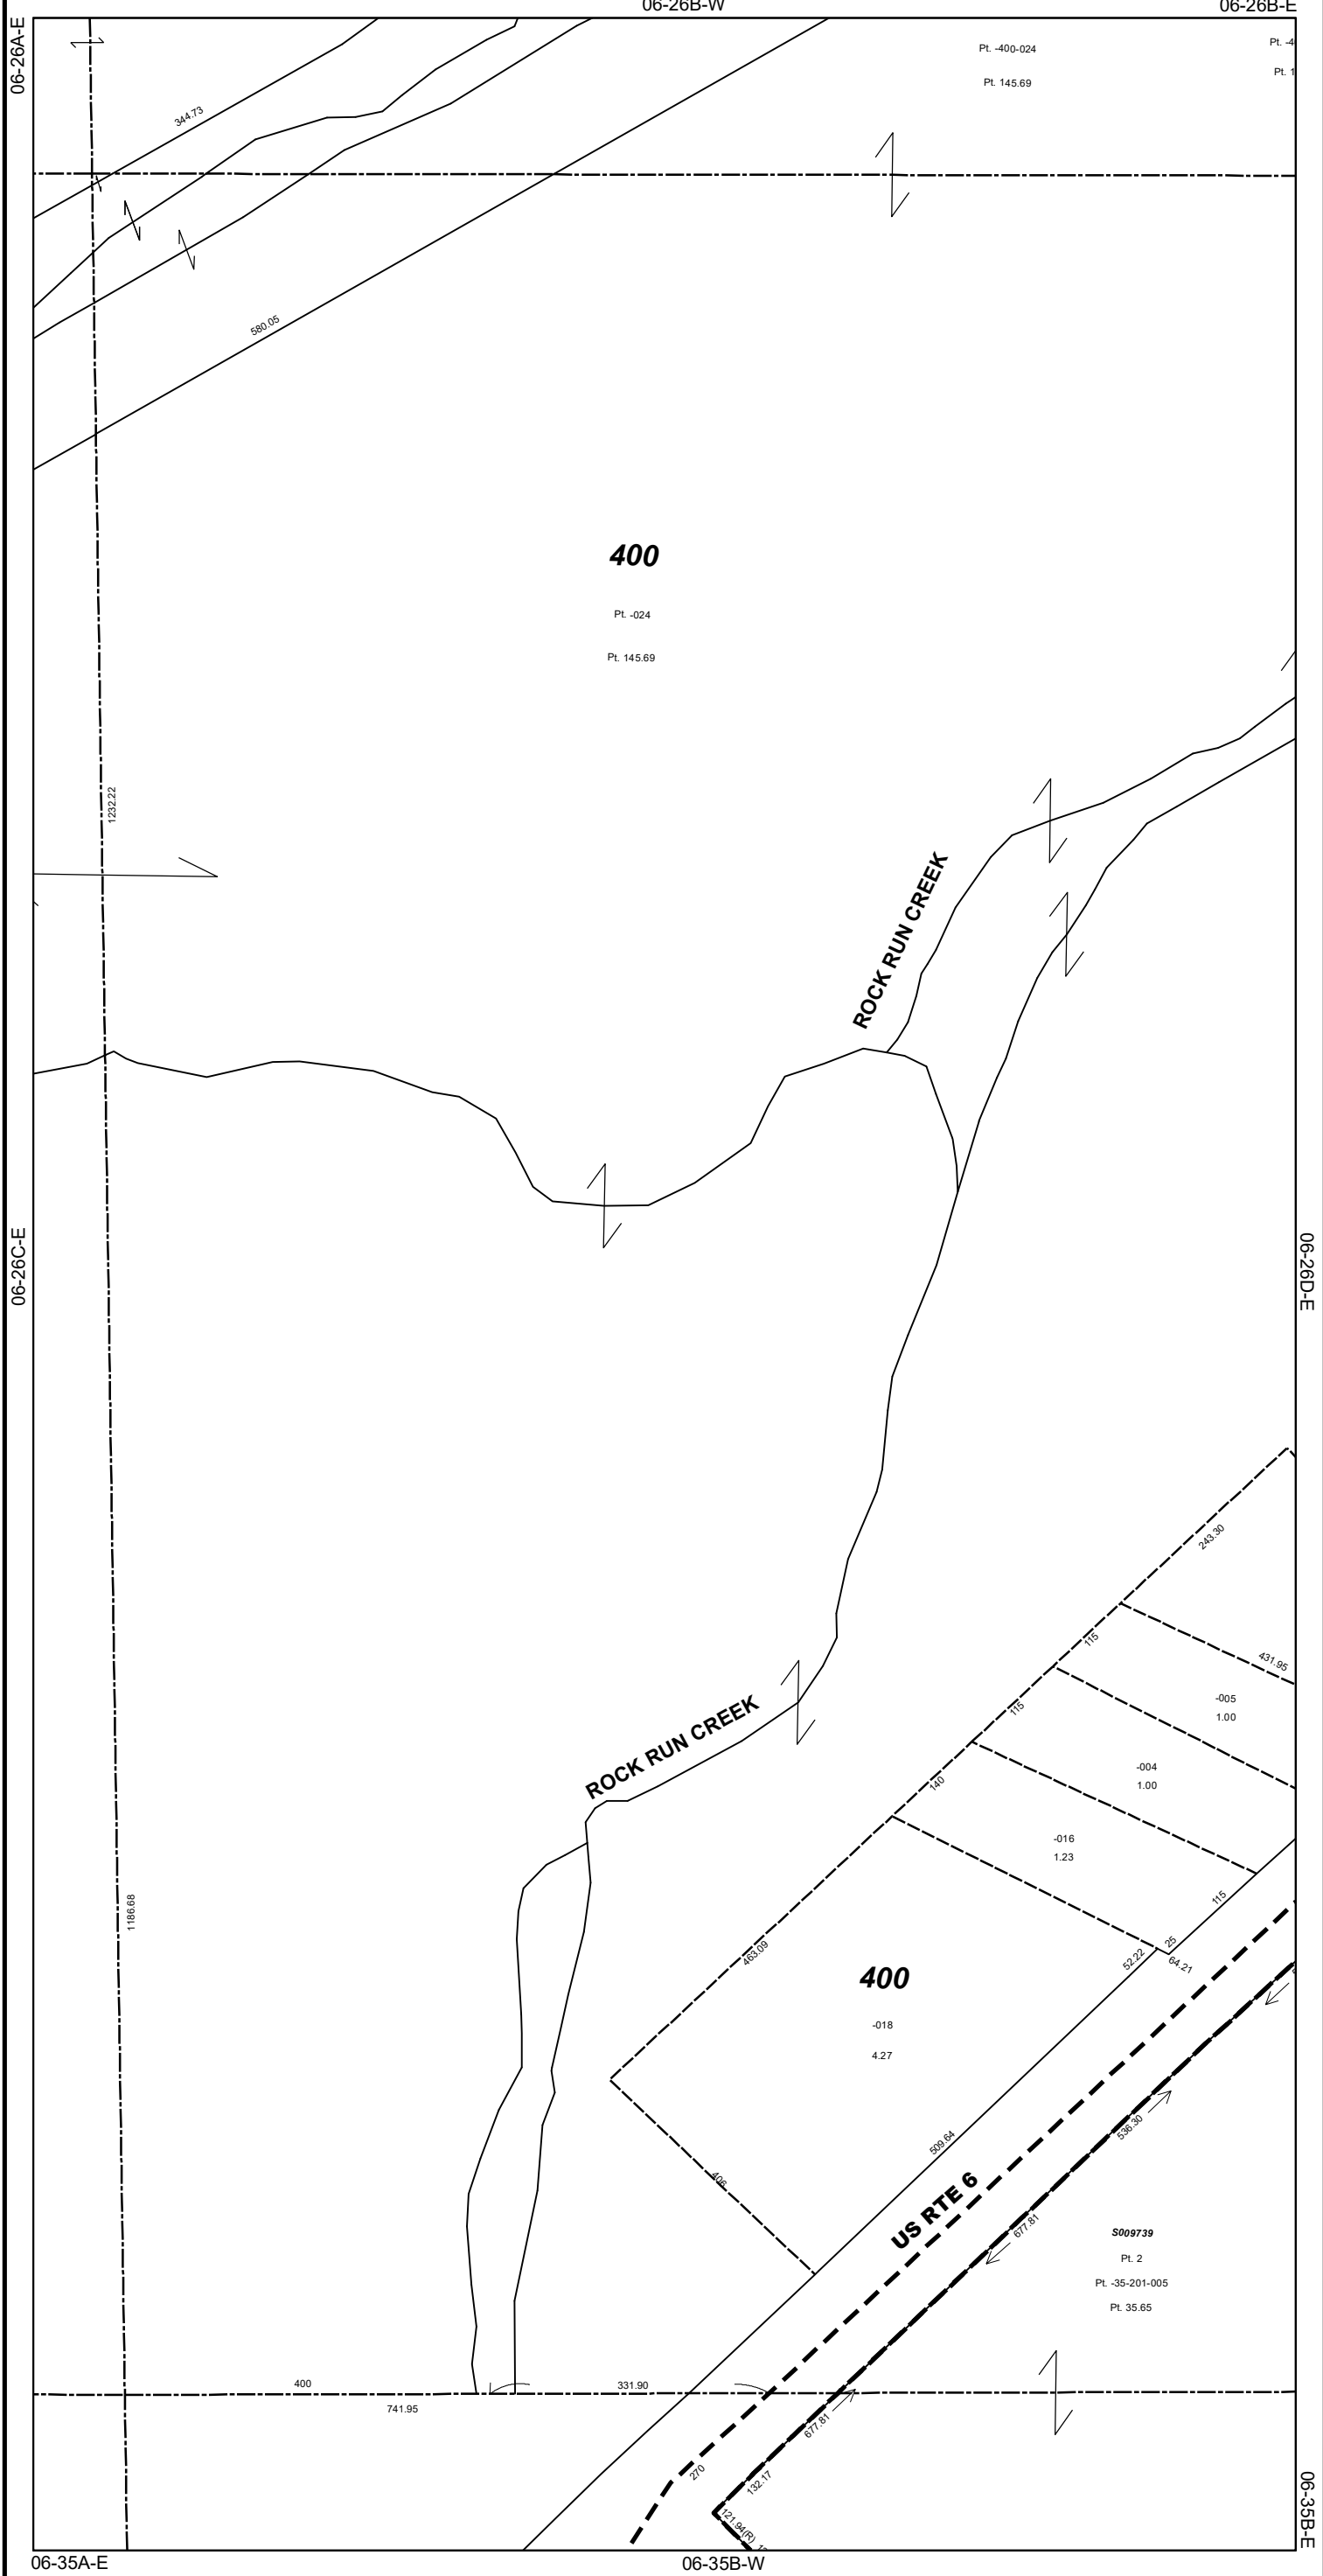 06-26B-W
06-26B-E
06-26A-E
Pt. -400-024
Pt. 145.69
344.73
580.05
400
Pt. -024
Pt. 145.69
1232.22
ROCK RUN CREEK
06-26C-E
06-26D-E
243.30
115
431.95
-005
1.00
115
-004
1.00
140
-016
1.23
ROCK RUN CREEK
1186.68
115
463.09
25
52.22
64.21
400
-018
4.27
536.30
509.64
406
US RTE 6
677.81
S009739
Pt. 2
Pt. -35-201-005
Pt. 35.65
400
331.90
741.95
677.81
270
132.17
121.94(R)
06-35B-E
06-35A-E
06-35B-W